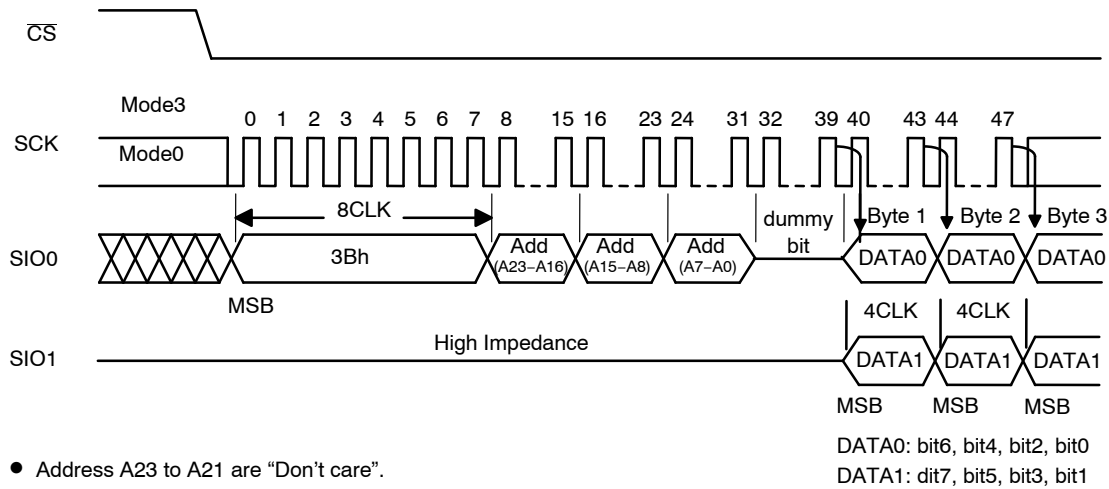 CS
Mode3
0 1 2 3 4 5 6 7 8 15 16 23 24 31 32 39 40 43 44 47
SCK
Mode0
8CLK
dummy
bit
Byte 1 Byte 2 Byte 3
SIO0
3Bh
Add
(A23–A16)
Add
(A15–A8)
Add
(A7–A0)
DATA0 DATA0 DATA0
MSB
4CLK 4CLK
High Impedance
SIO1
DATA1 DATA1 DATA1
MSB MSB MSB
DATA0: bit6, bit4, bit2, bit0
● Address A23 to A21 are “Don’t care”.
DATA1: dit7, bit5, bit3, bit1